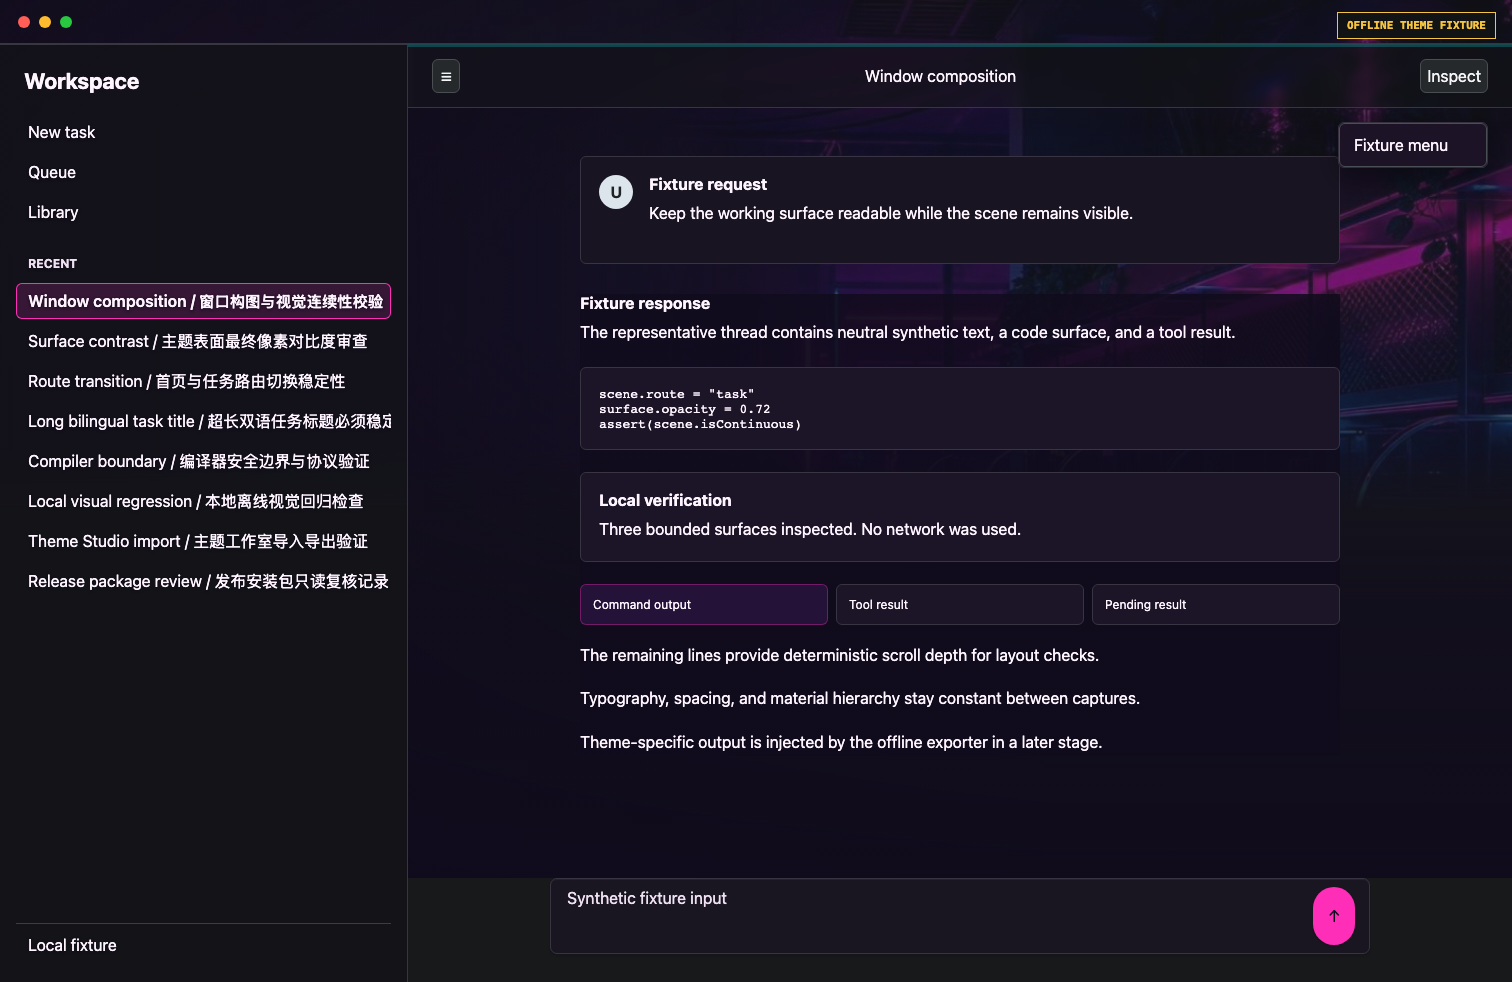 OFFLINE THEME FIXTURE
Workspace
New task
Queue
Library
RECENT
Window composition / 窗口构图与视觉连续性校验
Surface contrast / 主题表面最终像素对比度审查
Route transition / 首页与任务路由切换稳定性
Long bilingual task title / 超长双语任务标题必须稳定
Compiler boundary / 编译器安全边界与协议验证
Local visual regression / 本地离线视觉回归检查
Theme Studio import / 主题工作室导入导出验证
Release package review / 发布安装包只读复核记录
Local fixture
Window composition
Inspect
Fixture menu
U
Fixture request
Keep the working surface readable while the scene remains visible.
Fixture response
The representative thread contains neutral synthetic text, a code surface, and a tool result.
scene.route = "task"
surface.opacity = 0.72
assert(scene.isContinuous)
Local verification
Three bounded surfaces inspected. No network was used.
Command output
Tool result
Pending result
The remaining lines provide deterministic scroll depth for layout checks.
Typography, spacing, and material hierarchy stay constant between captures.
Theme-specific output is injected by the offline exporter in a later stage.
Synthetic fixture input